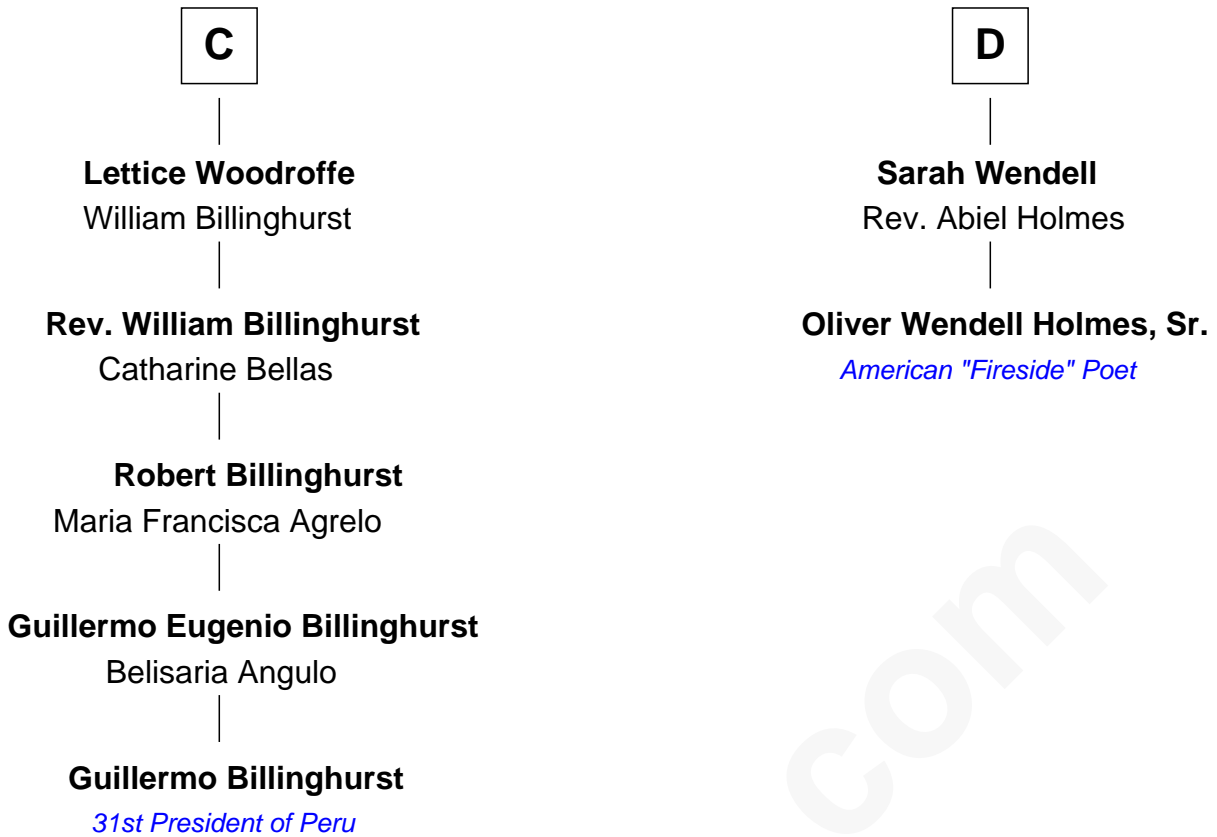 C
Lettice Woodroffe
William Billinghurst
Rev. William Billinghurst
Catharine Bellas
Robert Billinghurst
Maria Francisca Agrelo
Guillermo Eugenio Billinghurst
Belisaria Angulo
Guillermo Billinghurst
31st President of Peru
D
Sarah Wendell
Rev. Abiel Holmes
Oliver Wendell Holmes, Sr.
American "Fireside" Poet
com